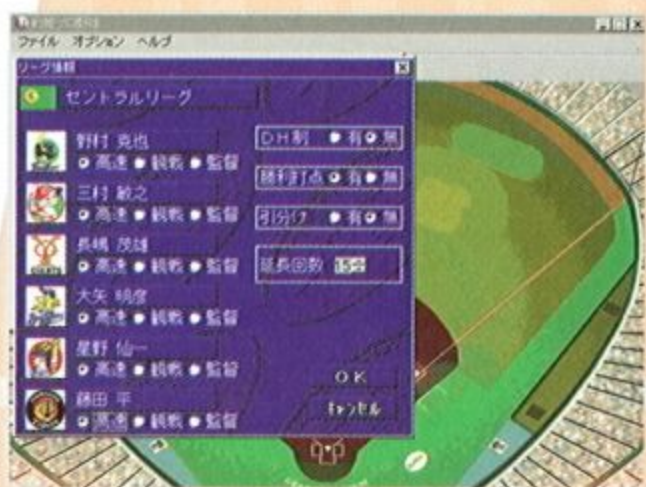 ファイル オプション ヘルプ
リーグ情報
セントラルリーグ
野村 克也
高速 観戦 監督
三村 敏之
高速 観戦 監督
長嶋 茂雄
高速 観戦 監督
大矢 明彦
高速 観戦 監督
星野 仙一
高速 観戦 監督
藤田 平
高速 観戦 監督
DH制 有 無
勝利打点 有 無
引分け 有 無
延長回数 15
OK
キャンセル